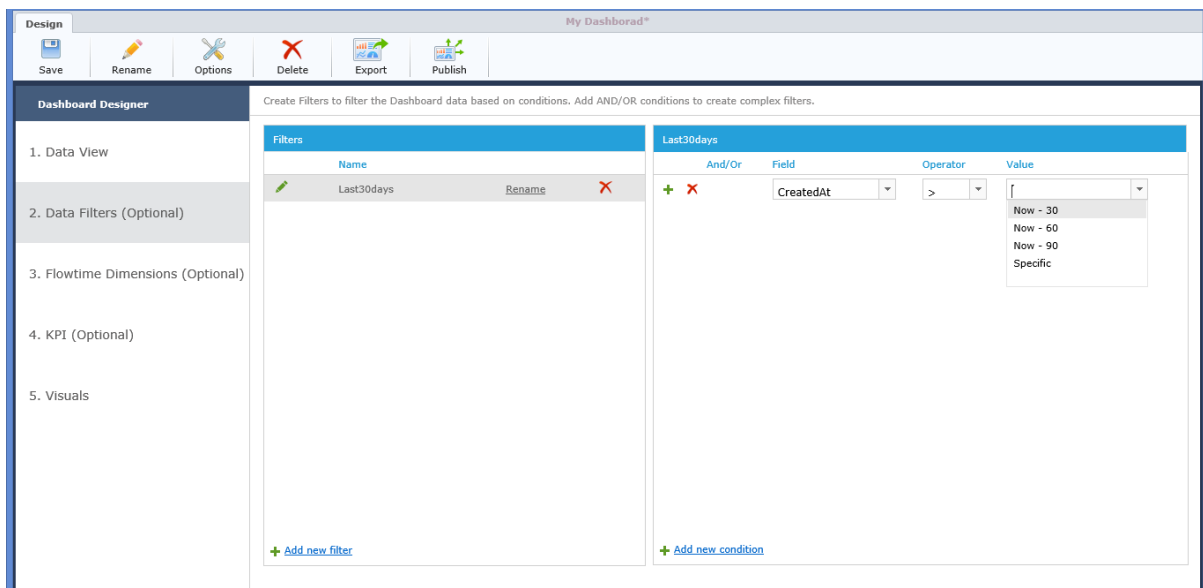 Design
My Dashborad*
Save Rename Options Delete Export Publish
Dashboard Designer
Create Filters to filter the Dashboard data based on conditions. Add AND/OR conditions to create complex filters.
1. Data View
2. Data Filters (Optional)
3. Flowtime Dimensions (Optional)
4. KPI (Optional)
5. Visuals
Filters
Name
Last30days Rename
Add new filter
Last30days
And/Or Field Operator Value
CreatedAt >
Now - 30
Now - 60
Now - 90
Specific
Add new condition